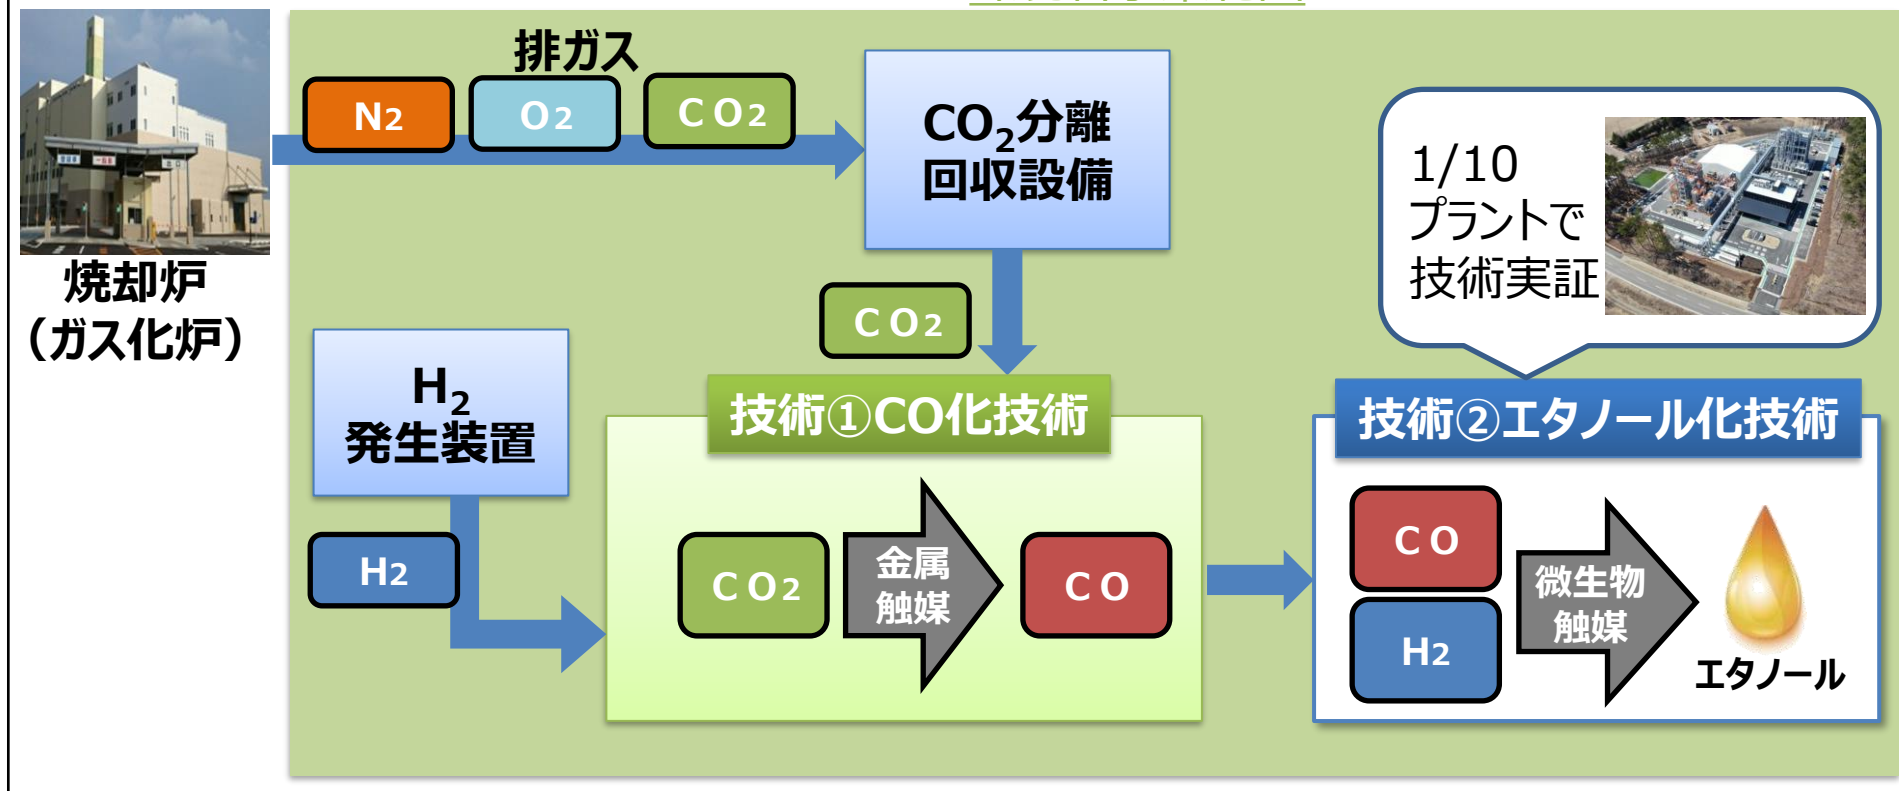 排ガス
N2
O2
CO2
CO2分離
回収設備
1/10
プラントで
技術実証
焼却炉
（ガス化炉）
CO2
H2
発生装置
技術①CO化技術
技術②エタノール化技術
H2
CO2
金属
触媒
CO
CO
H2
微生物
触媒
エタノール